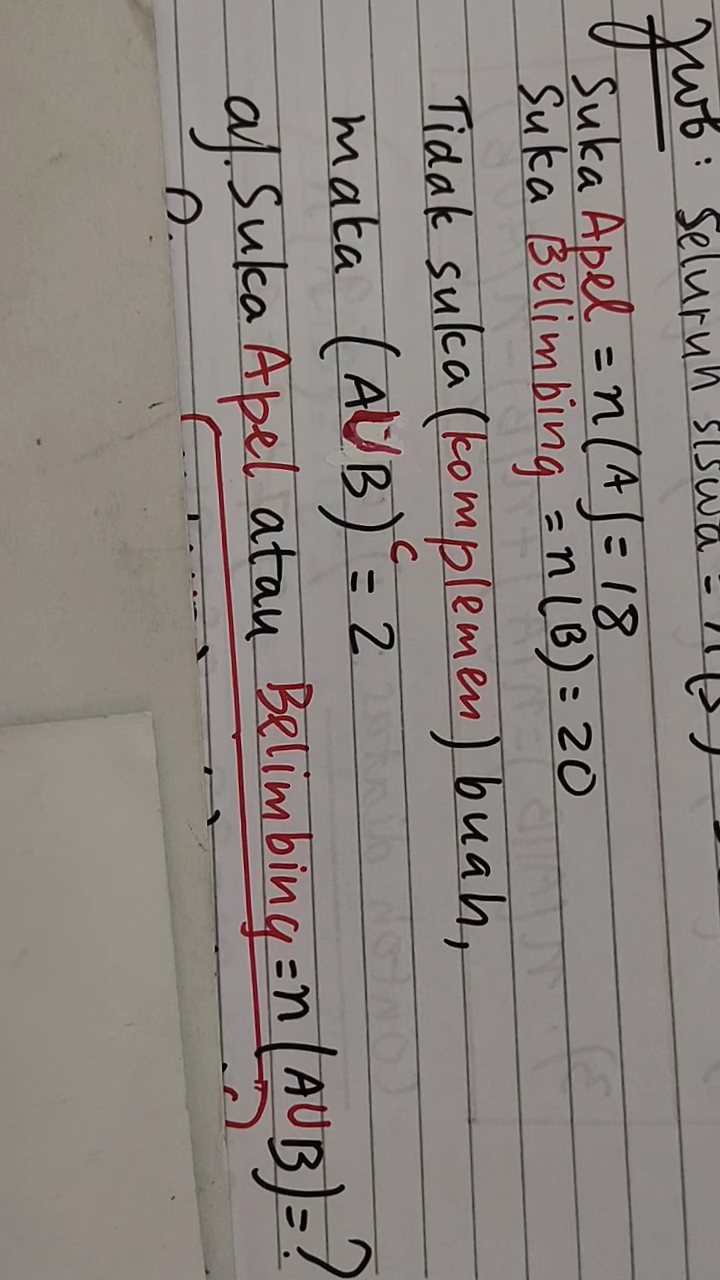 Jwb: Seluruh siswa = n(S)
Suka Apel = n(A) = 18
Suka Belimbing = n(B) = 20
Tidak suka (komplemen) buah,
maka (A∪B)ᶜ = 2
a). Suka Apel atau Belimbing = n(A∪B) = ?